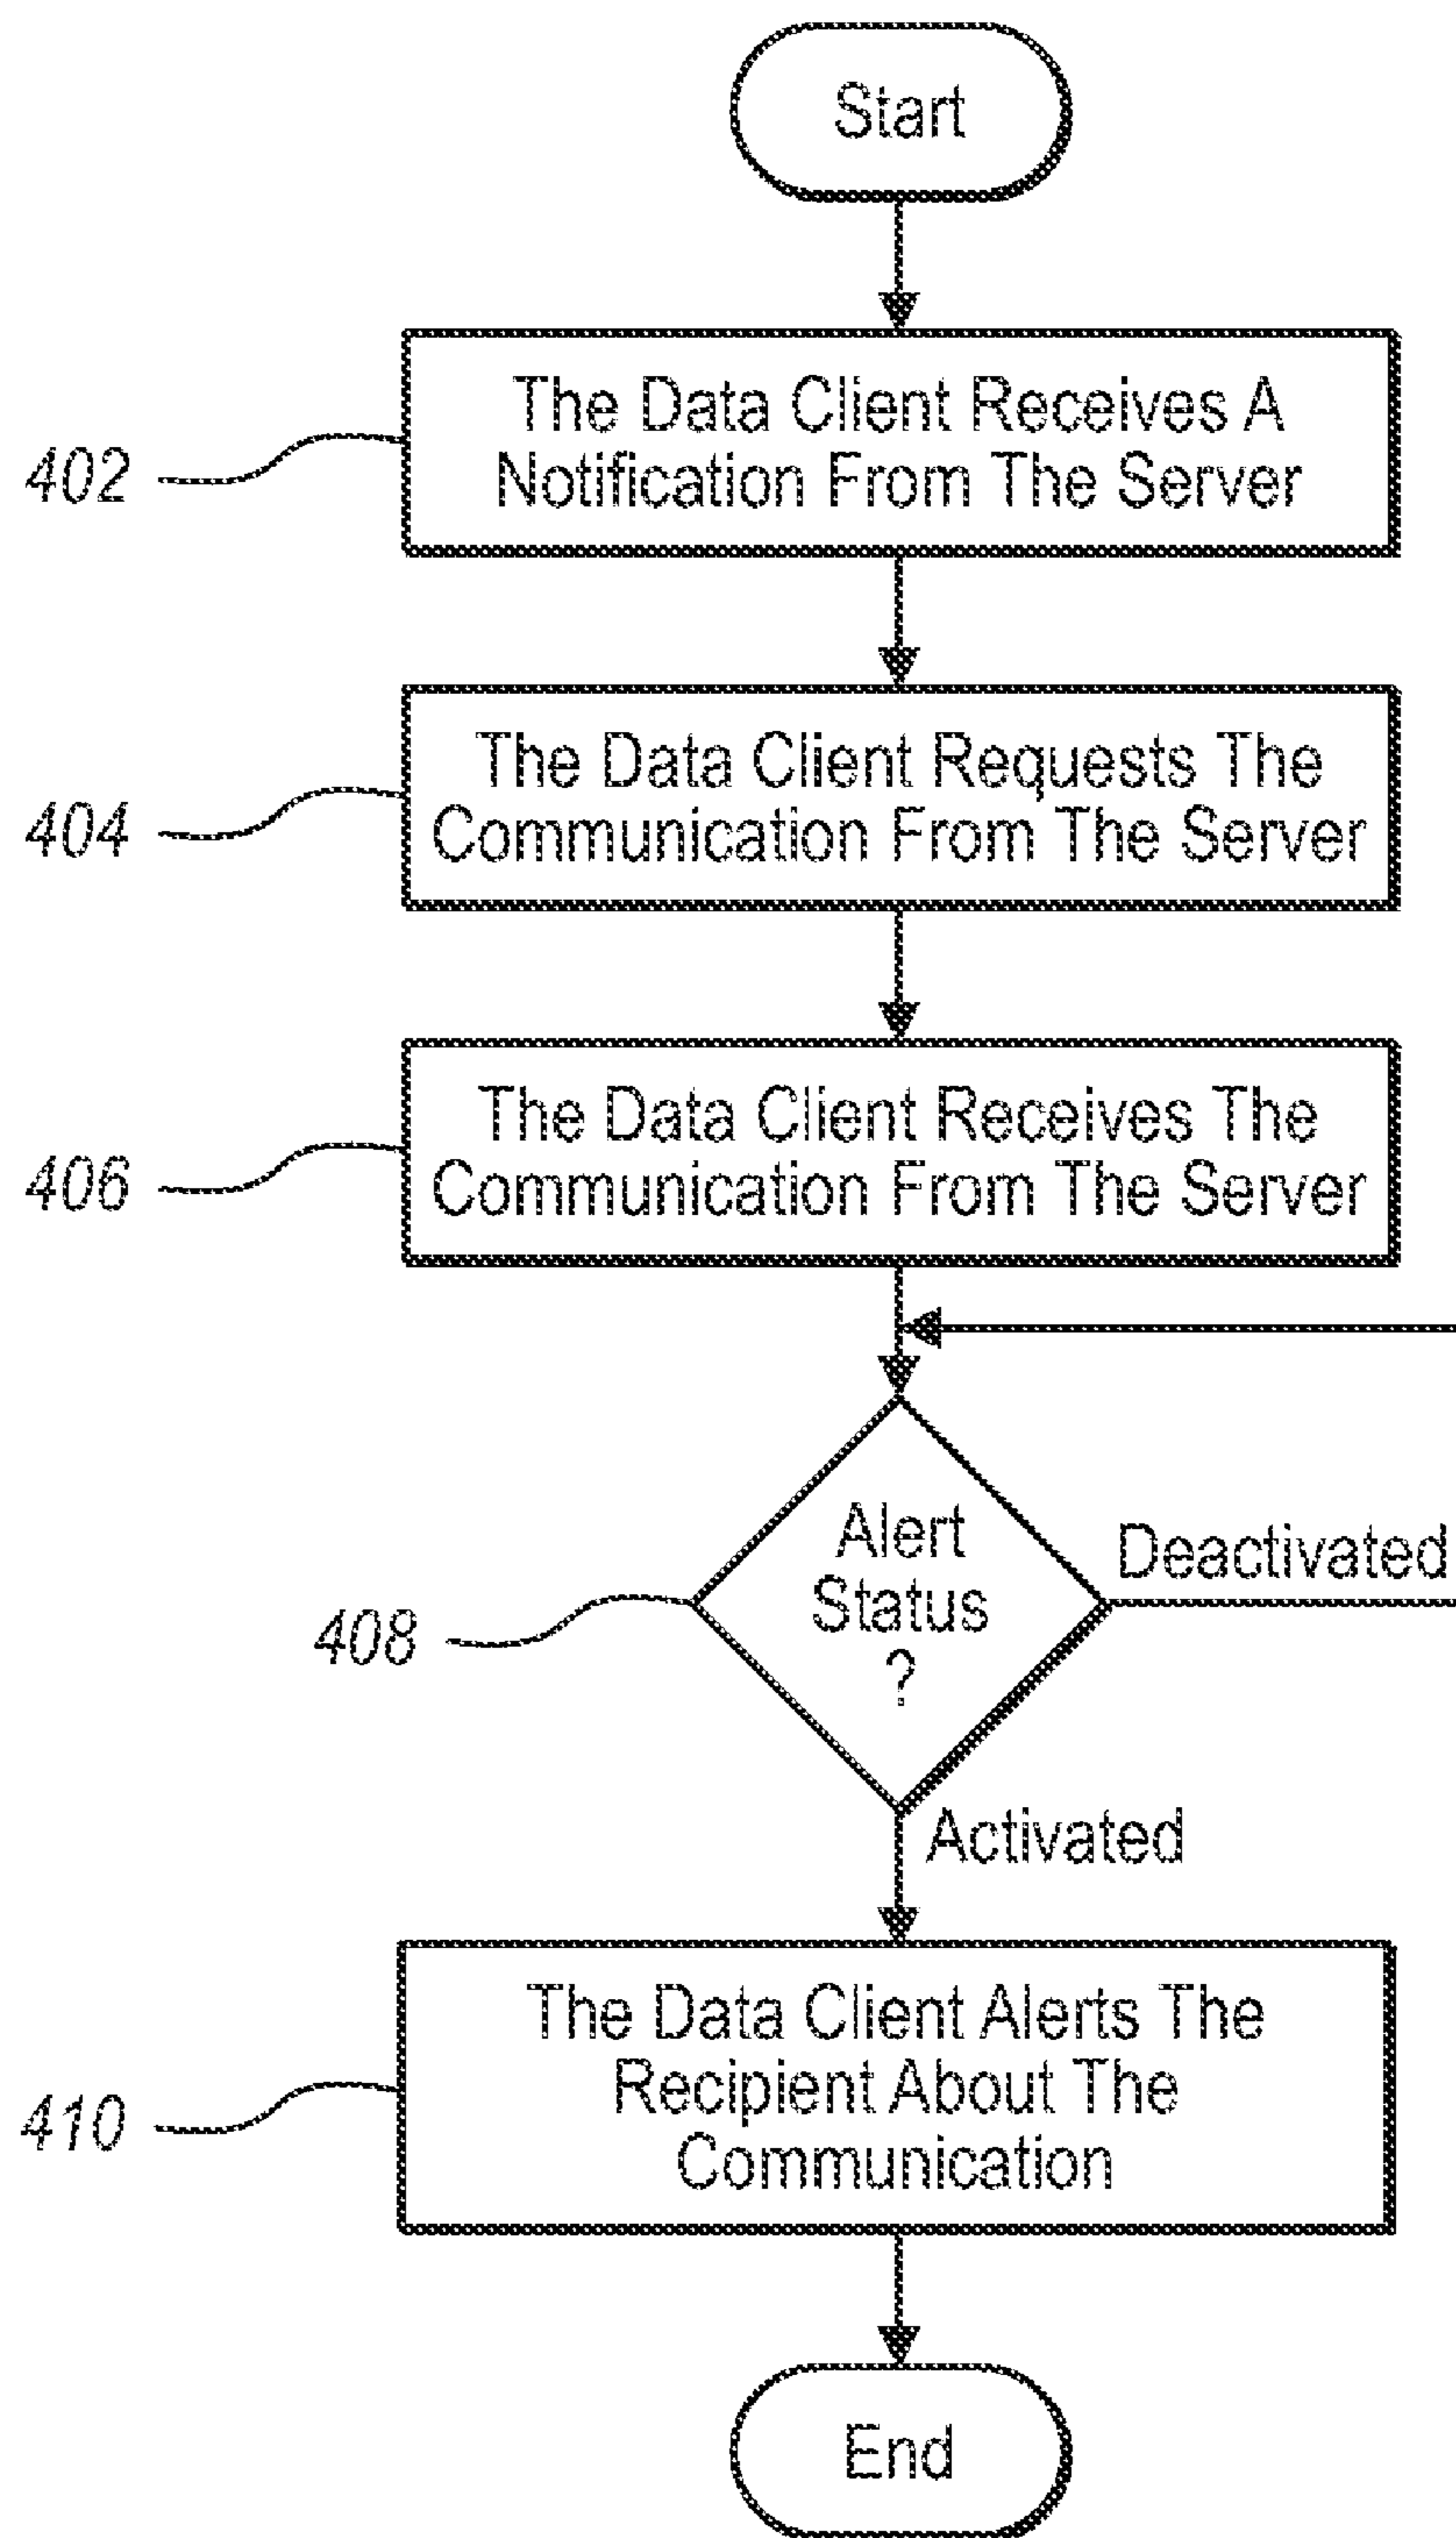 Start
402
The Data Client Receives A
Notification From The Server
404
The Data Client Requests The
Communication From The Server
406
The Data Client Receives The
Communication From The Server
408
Alert
Status
?
Deactivated
Activated
410
The Data Client Alerts The
Recipient About The
Communication
End